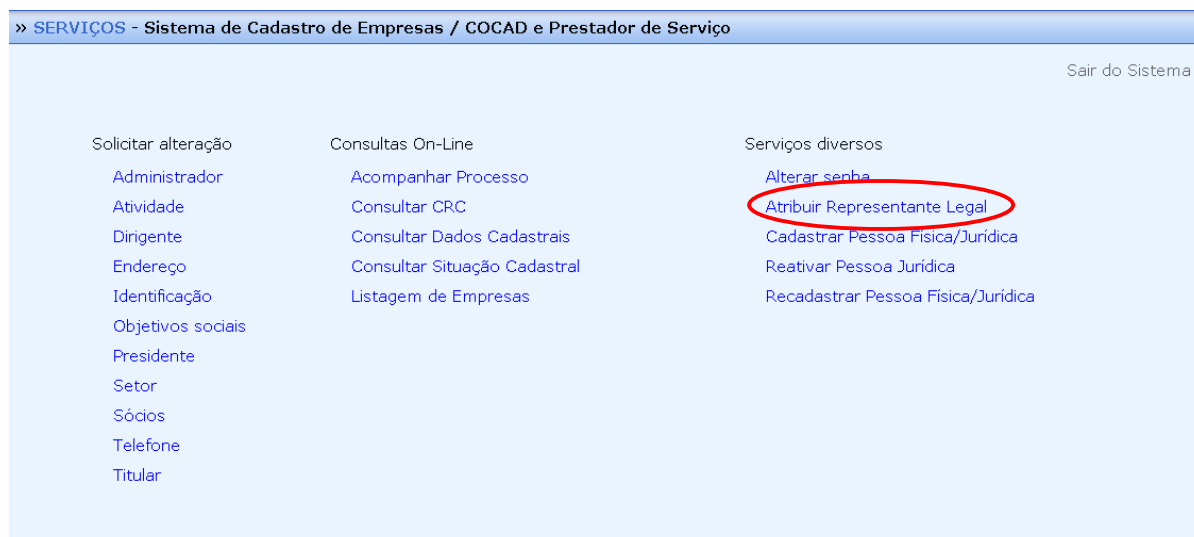 » SERVIÇOS - Sistema de Cadastro de Empresas / COCAD e Prestador de Serviço
Sair do Sistema
Solicitar alteração
Administrador
Atividade
Dirigente
Endereço
Identificação
Objetivos sociais
Presidente
Setor
Sócios
Telefone
Titular
Consultas On-Line
Acompanhar Processo
Consultar CRC
Consultar Dados Cadastrais
Consultar Situação Cadastral
Listagem de Empresas
Serviços diversos
Alterar senha
Atribuir Representante Legal
Cadastrar Pessoa Física/Jurídica
Reativar Pessoa Jurídica
Recadastrar Pessoa Física/Jurídica